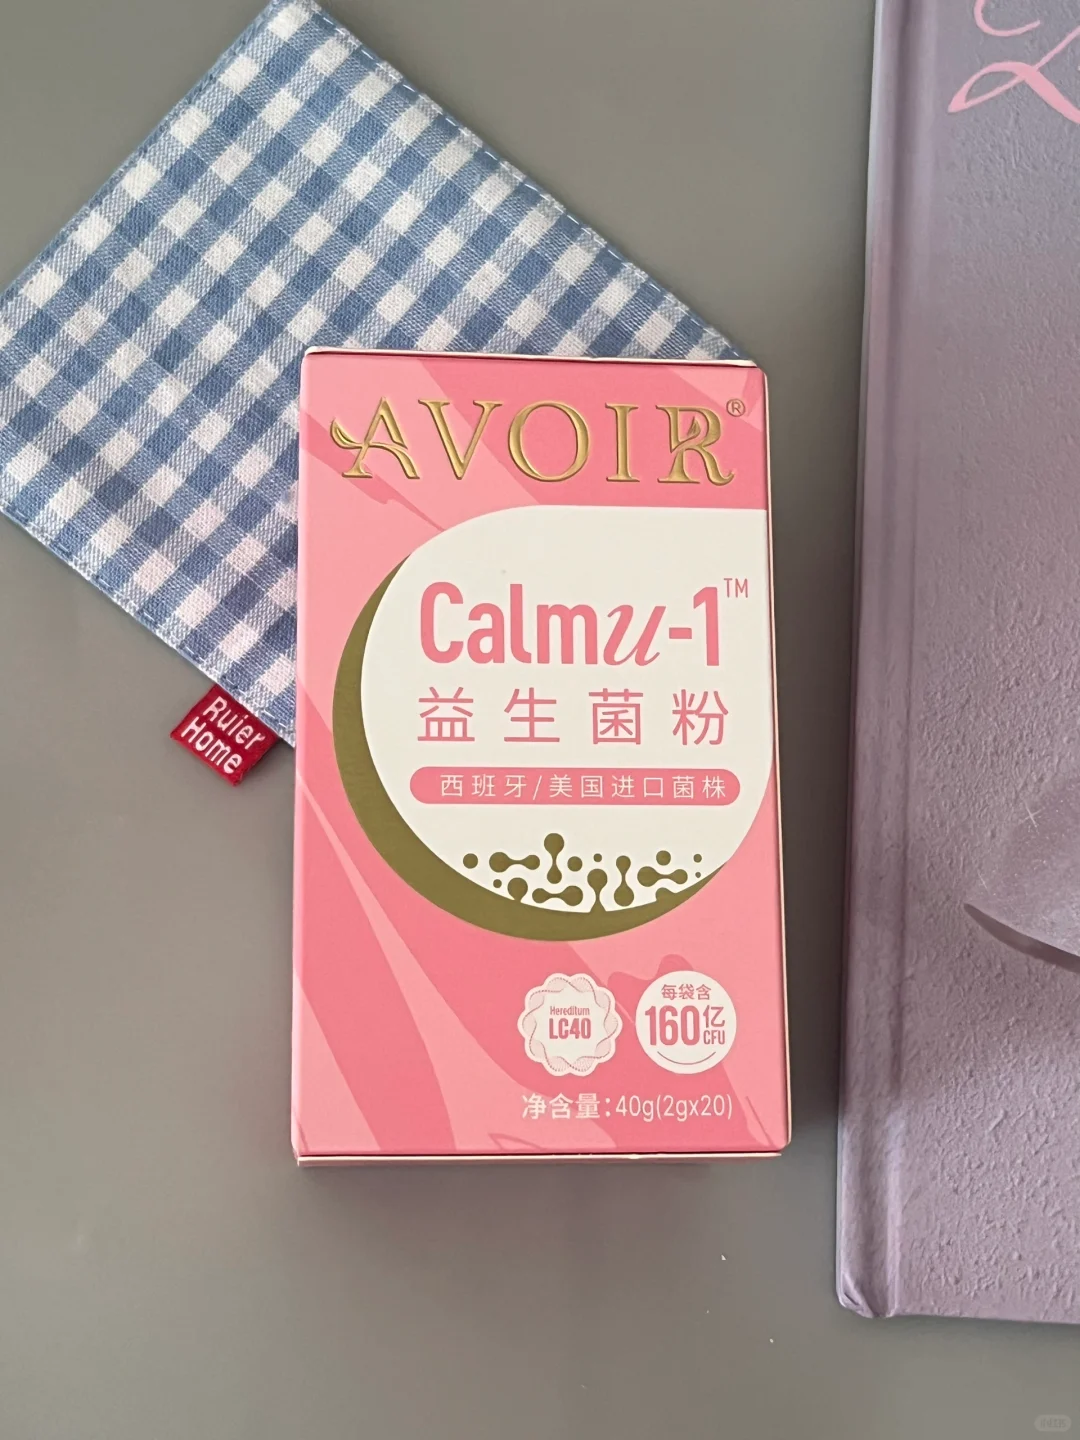 AVOIR®
Calmu-1™
益生菌粉
西班牙/美国进口菌株
Hereditum
LC40
每袋含
160亿
CFU
净含量:40g(2gx20)
Ruier
Home